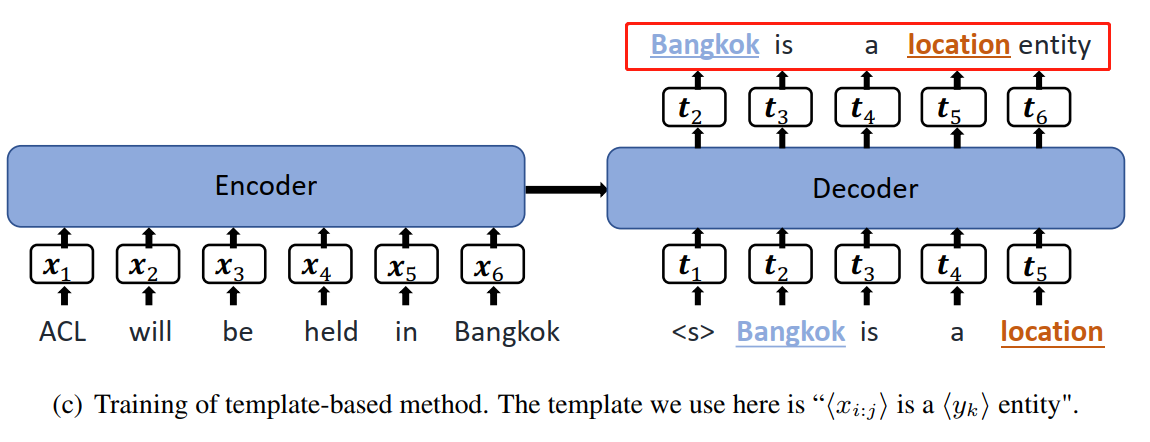 Bangkok is a location entity
t₂ t₃ t₄ t₅ t₆
Encoder
Decoder
x₁ x₂ x₃ x₄ x₅ x₆
t₁ t₂ t₃ t₄ t₅
ACL will be held in Bangkok
<s> Bangkok is a location
(c) Training of template-based method. The template we use here is “⟨xᵢ:ⱼ⟩ is a ⟨yₖ⟩ entity".